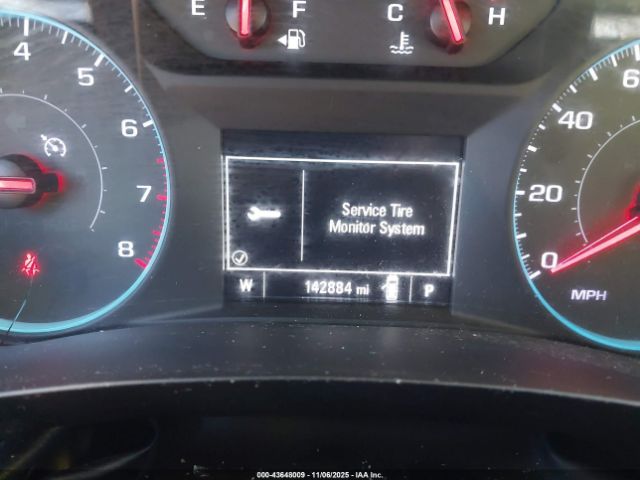 E F
C H
4
5
6
7
8
Service Tire
Monitor System
W 142884 mi P
6
40
20
0
MPH
000-43648009 - 11/06/2025 - IAA Inc.